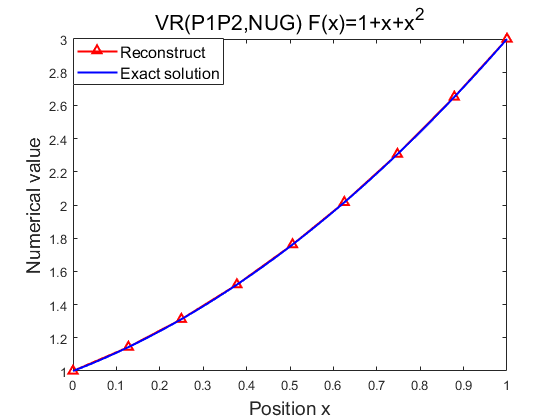 VR(P1P2,NUG) F(x)=1+x+x²
Reconstruct
Exact solution
Numerical value
3
2.8
2.6
2.4
2.2
2
1.8
1.6
1.4
1.2
1
0 0.1 0.2 0.3 0.4 0.5 0.6 0.7 0.8 0.9 1
Position x